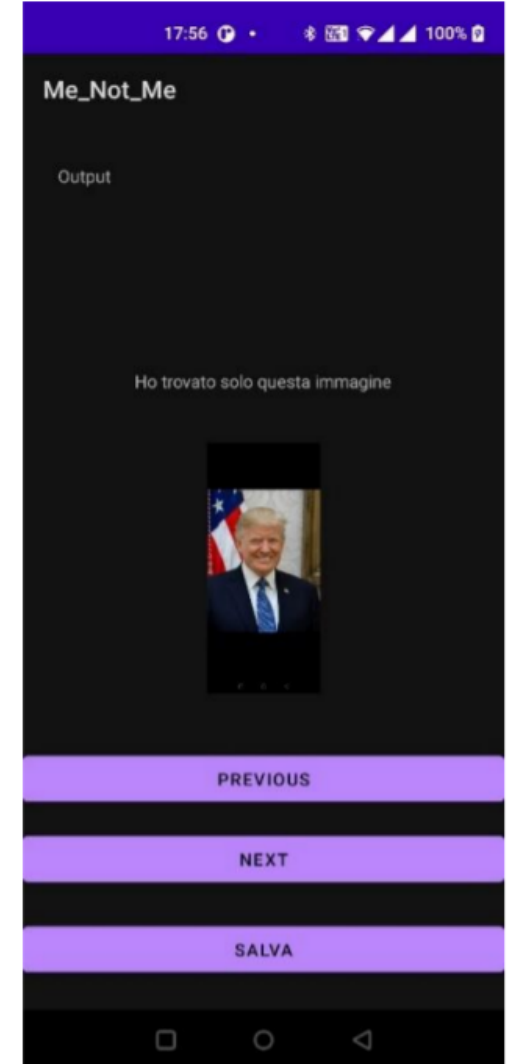 17:56 100%
Me_Not_Me
Output
Ho trovato solo questa immagine
PREVIOUS
NEXT
SALVA